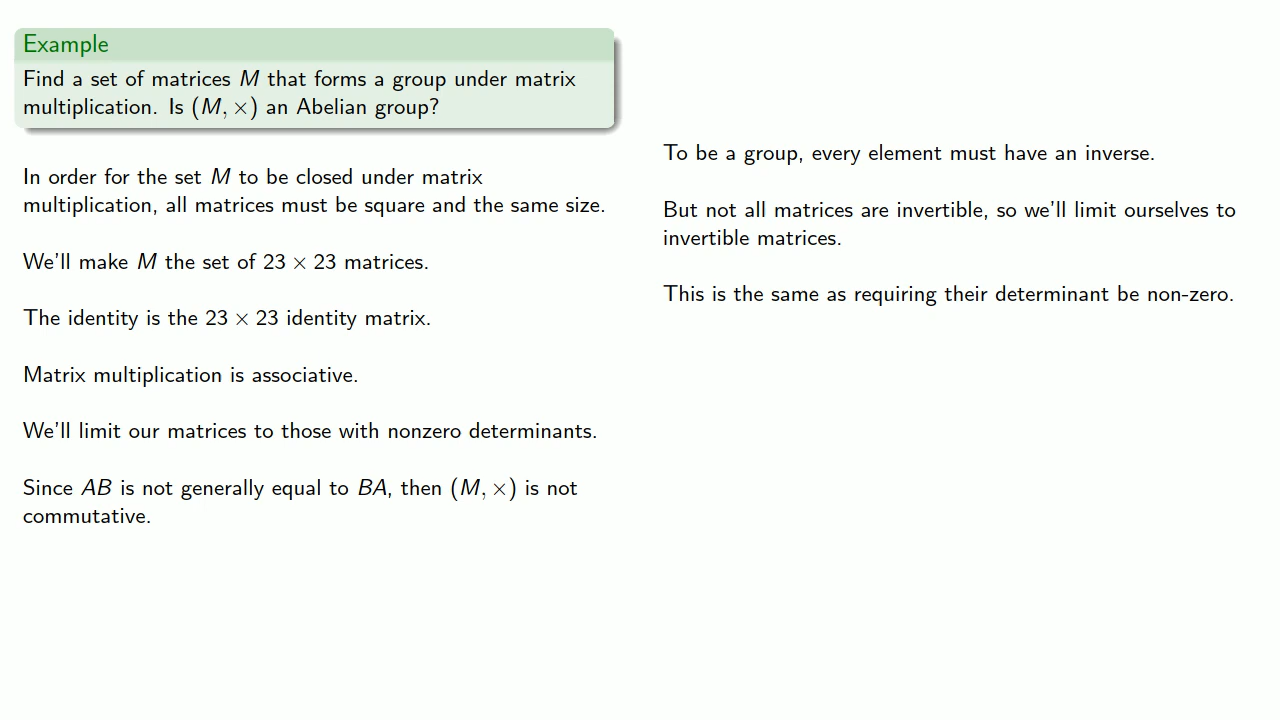 Example
Find a set of matrices M that forms a group under matrix
multiplication. Is (M, ×) an Abelian group?
In order for the set M to be closed under matrix
multiplication, all matrices must be square and the same size.
We'll make M the set of 23 × 23 matrices.
The identity is the 23 × 23 identity matrix.
Matrix multiplication is associative.
We'll limit our matrices to those with nonzero determinants.
Since AB is not generally equal to BA, then (M, ×) is not
commutative.
To be a group, every element must have an inverse.
But not all matrices are invertible, so we'll limit ourselves to
invertible matrices.
This is the same as requiring their determinant be non-zero.